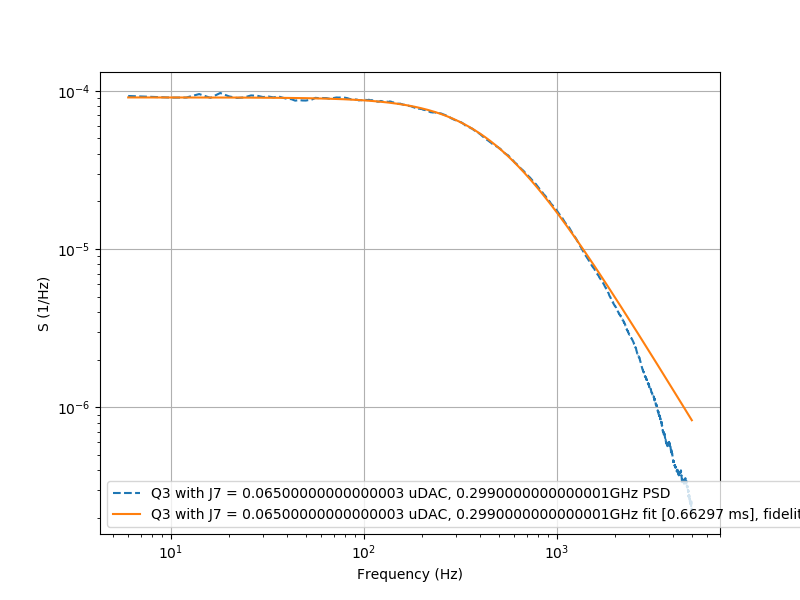 10⁻⁴
10⁻⁵
10⁻⁶
S (1/Hz)
Q3 with J7 = 0.06500000000000003 uDAC, 0.2990000000000001GHz PSD
Q3 with J7 = 0.06500000000000003 uDAC, 0.2990000000000001GHz fit [0.66297 ms], fidelit
10¹ 10² 10³
Frequency (Hz)